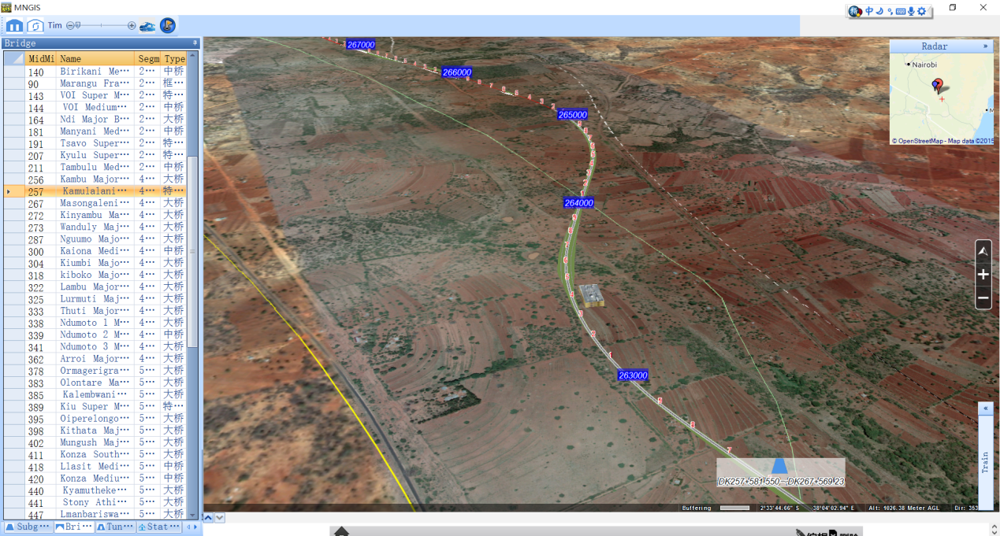 MNGIS
中
Tim
Bridge
MidMi Name Segm Type
140 Birikani Me··· 2··· 中桥
90 Marangu Fra··· 2··· 框···
143 VOI Super M··· 2··· 特···
144 VOI Medium··· 2··· 中桥
164 Ndi Major B··· 2··· 大桥
181 Manyani Med··· 2··· 中桥
191 Tsavo Super··· 2··· 特···
207 Kyulu Super··· 2··· 特···
211 Tambulu Med··· 2··· 中桥
256 Kambu Major··· 4··· 大桥
257 Kamulalani··· 4··· 特···
267 Masongaleni··· 4··· 大桥
272 Kinyambu Ma··· 4··· 大桥
273 Wanduly Maj··· 4··· 大桥
287 Nguumo Majo··· 4··· 大桥
300 Kaiona Medi··· 4··· 中桥
304 Kiumbi Majo··· 4··· 大桥
318 kiboko Majo··· 4··· 大桥
322 Lambu Major··· 4··· 大桥
325 Lurmuti Maj··· 4··· 大桥
333 Thuti Major··· 4··· 大桥
338 Ndumoto 1 M··· 4··· 大桥
339 Ndumoto 2 M··· 4··· 中桥
341 Ndumoto 3 M··· 4··· 大桥
362 Arroi Major··· 4··· 大桥
378 Ormagerigra··· 5··· 大桥
383 Olontare Ma··· 5··· 大桥
385 Kalembwani··· 5··· 大桥
389 Kiu Super M··· 5··· 特···
395 Oiperelongo··· 5··· 大桥
398 Kithata Maj··· 5··· 大桥
402 Mungush Maj··· 5··· 大桥
411 Konza South··· 5··· 大桥
418 Llasit Medi··· 5··· 中桥
420 Konza Mediu··· 5··· 中桥
440 Kyamutheke··· 5··· 大桥
441 Stony Athi··· 5··· 大桥
447 Lmanbariswa··· 5··· 大桥
Subg··· Bri··· Tun··· Stat···
267000
266000
265000
264000
263000
DK257+581.550—DK267+569.23
Radar »
Nairobi
M
© OpenStreetMap - Map data ©2015
«
Train
Buffering 2°33'44.66" S 38°04'02.94" E Alt: 1026.38 Meter AGL Dir: 353